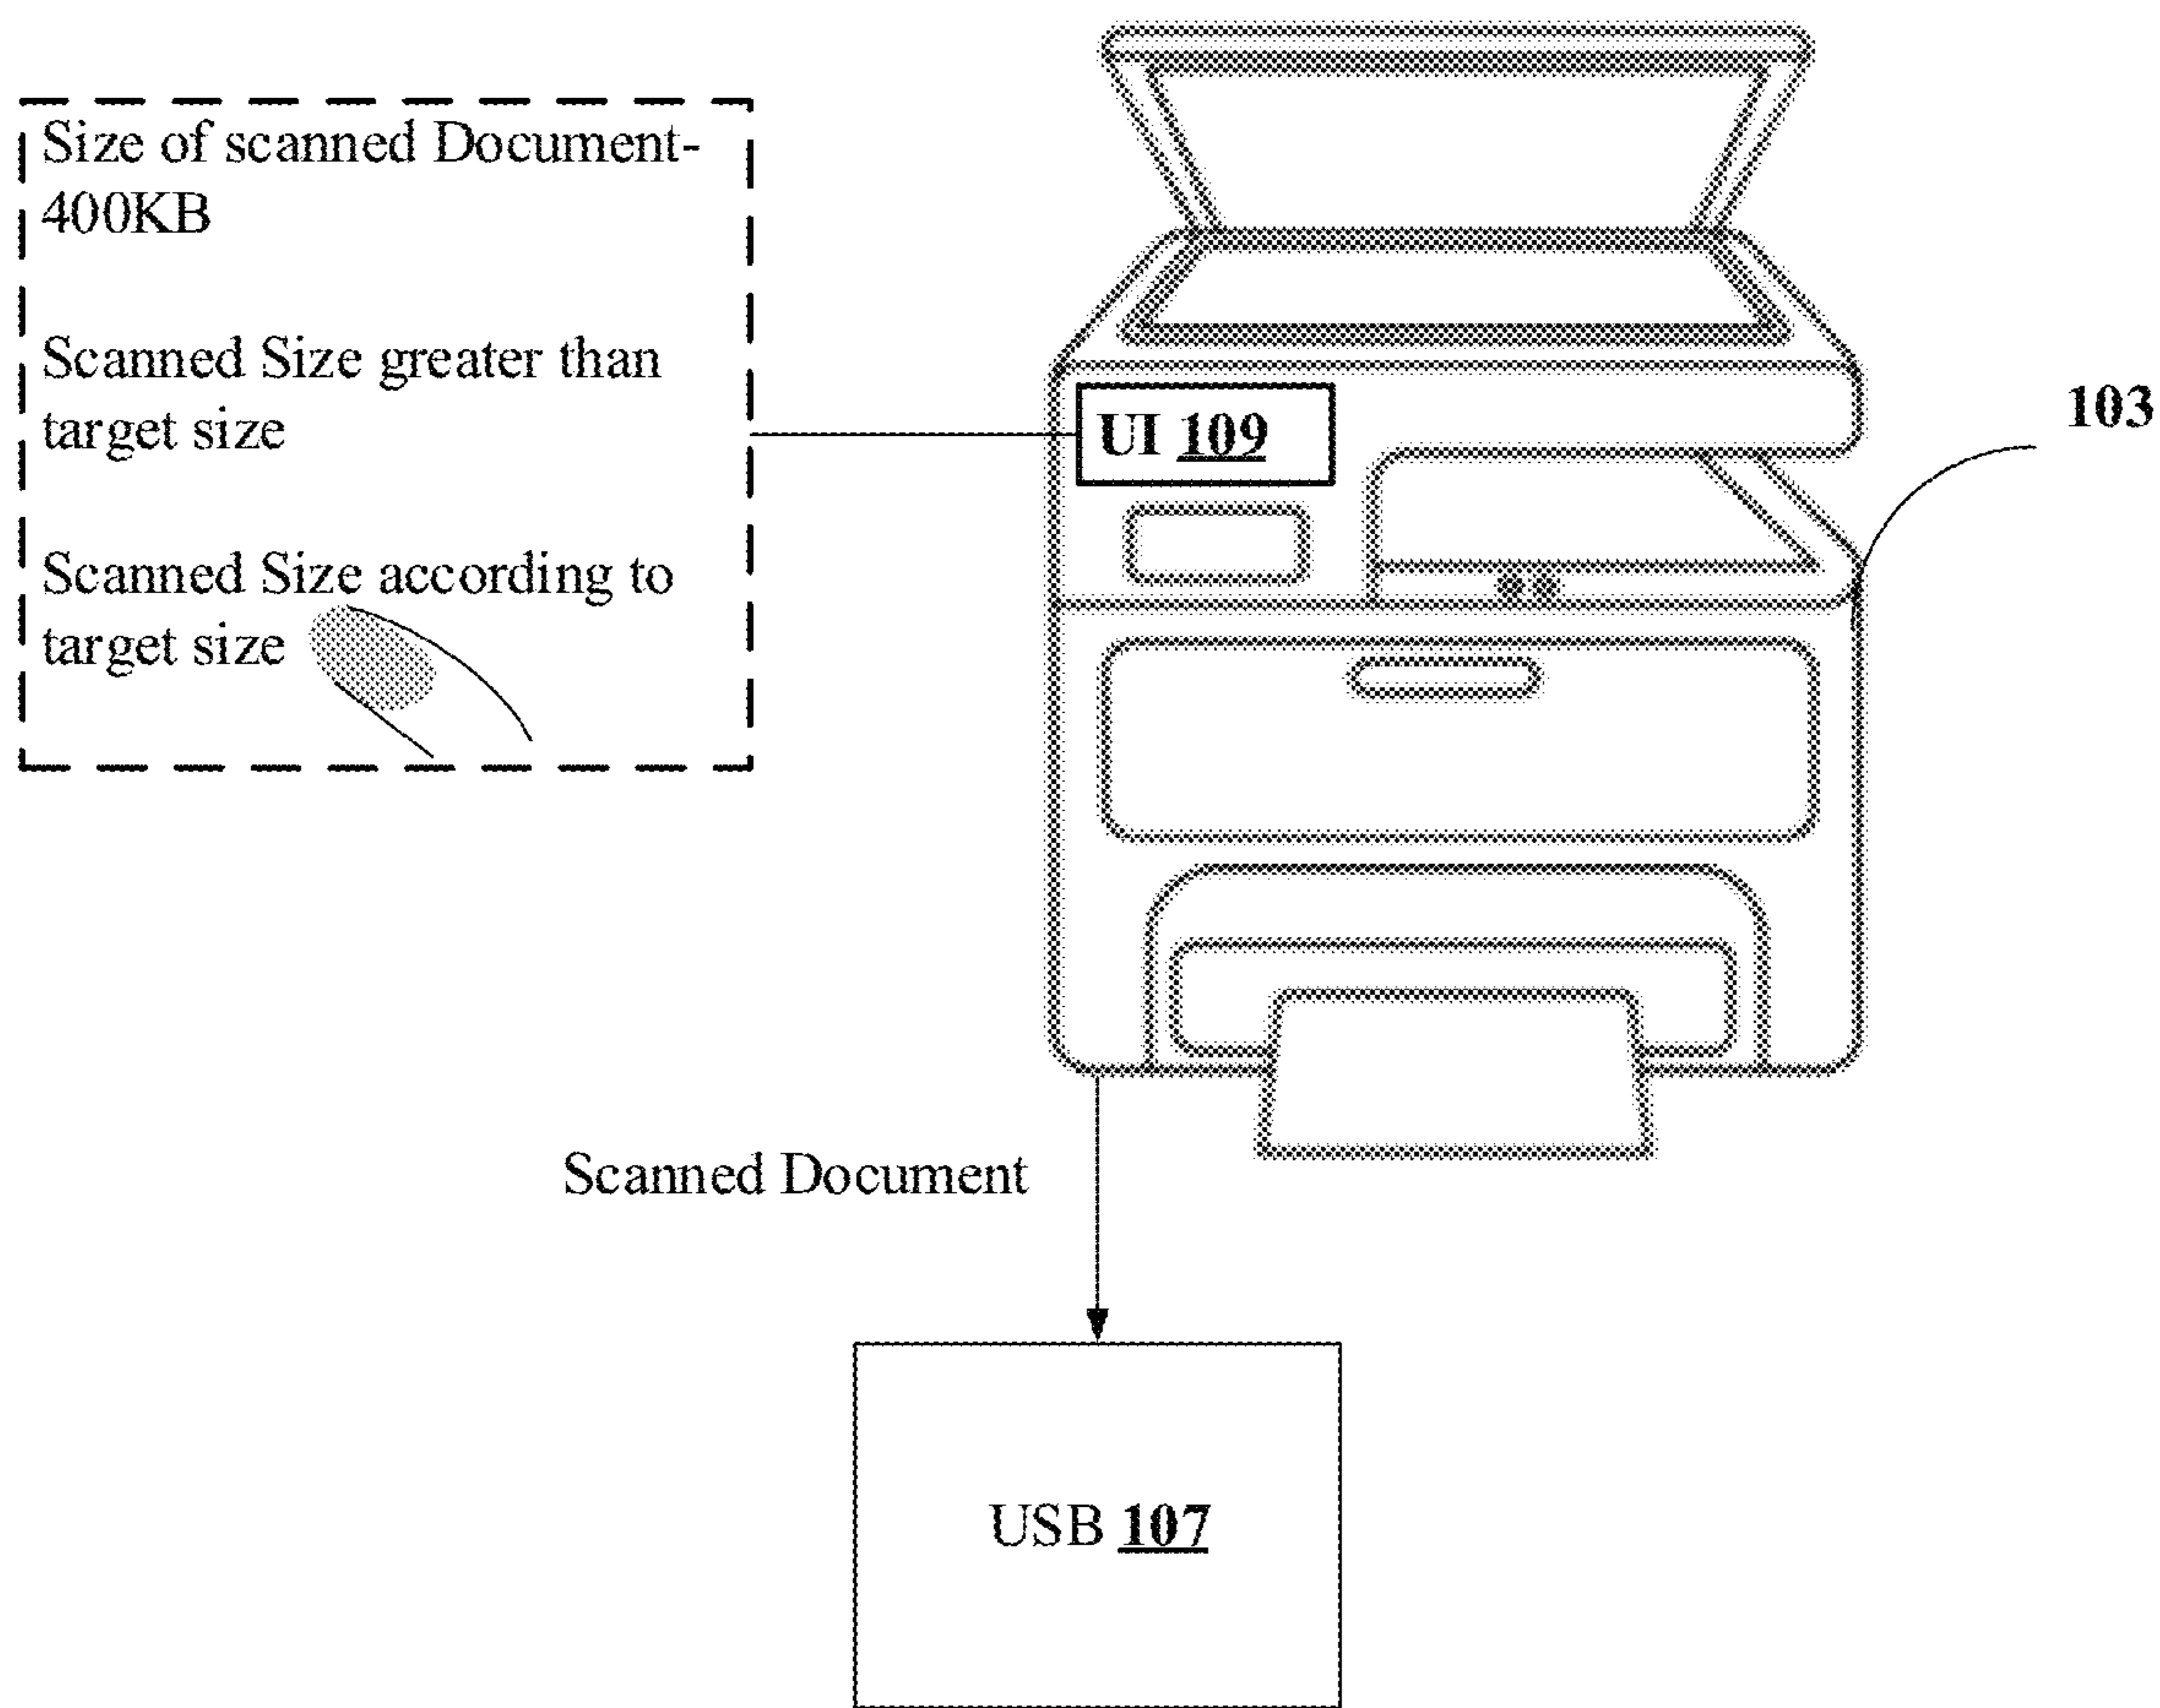 Size of scanned Document-
400KB
Scanned Size greater than
target size
Scanned Size according to
target size
UI 109
103
Scanned Document
USB 107